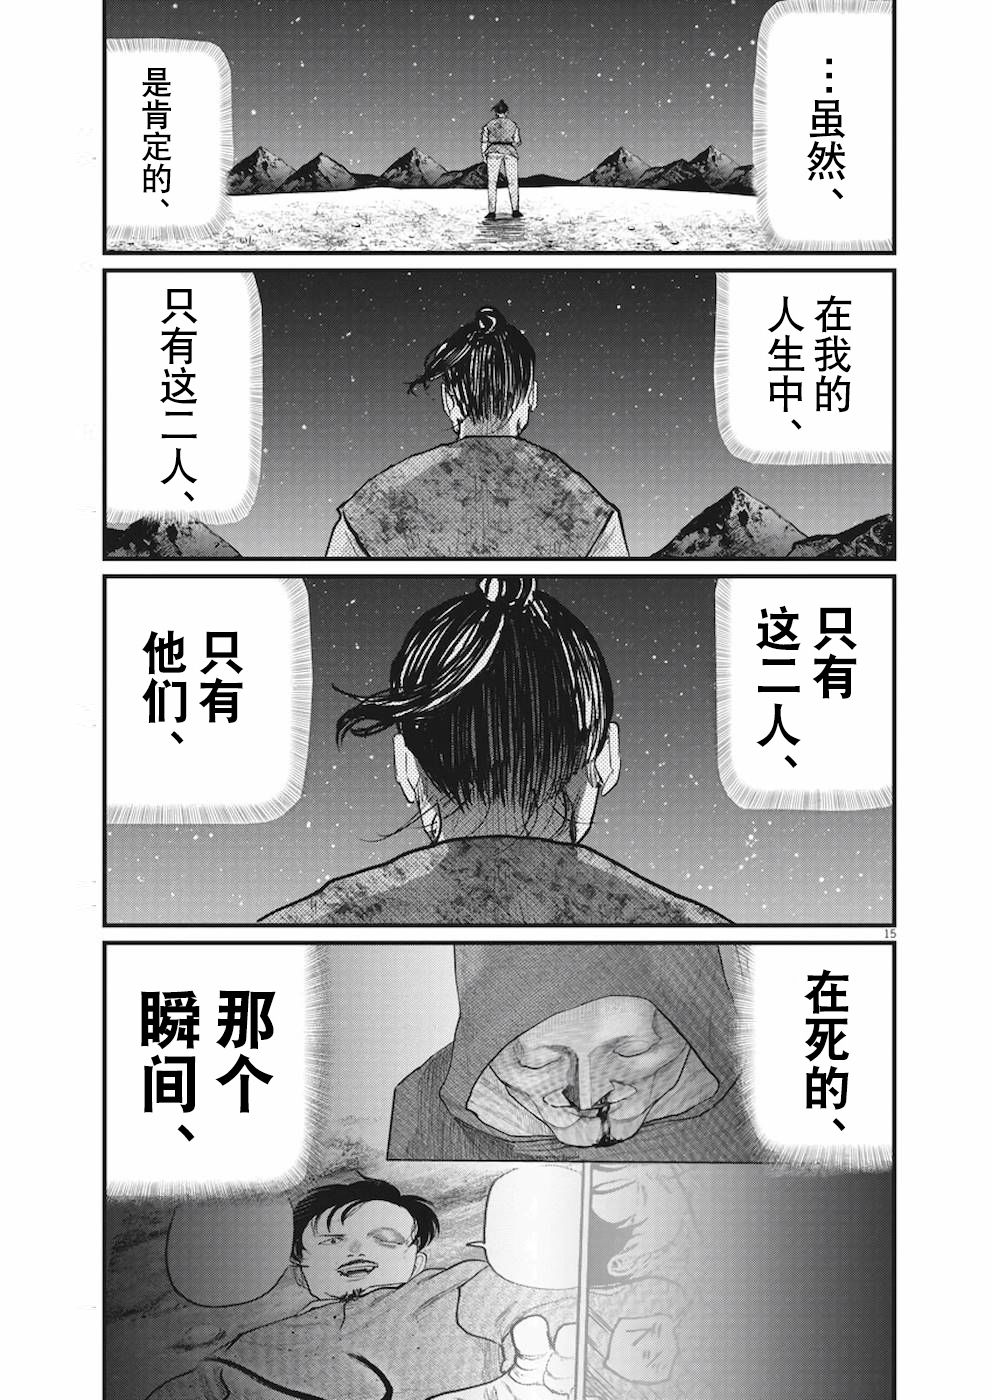 …虽然、
是肯定的、
在我的
人生中、
只有这二人、
只有
这二人、
只有
他们、
15
在死的、
那个
瞬间、